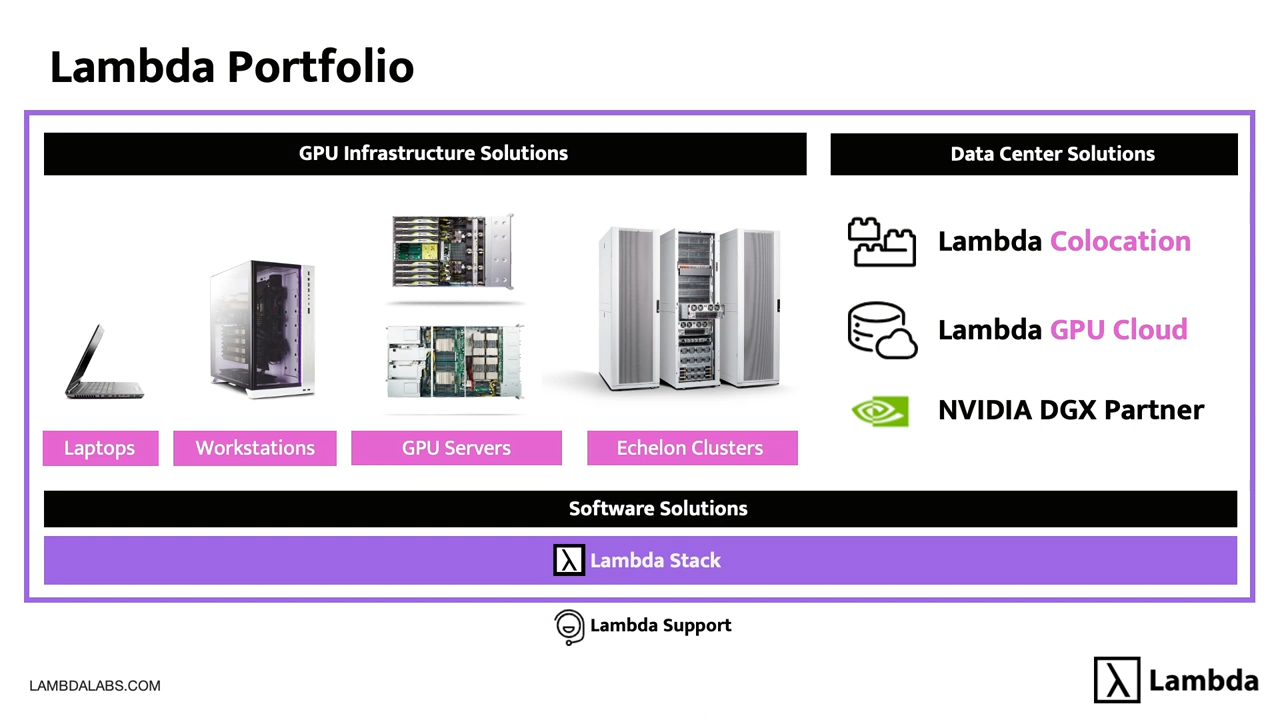 Lambda Portfolio
GPU Infrastructure Solutions
Data Center Solutions
Lambda Colocation
Lambda GPU Cloud
NVIDIA DGX Partner
Laptops
Workstations
GPU Servers
Echelon Clusters
Software Solutions
λ Lambda Stack
Lambda Support
LAMBDALABS.COM
λ Lambda